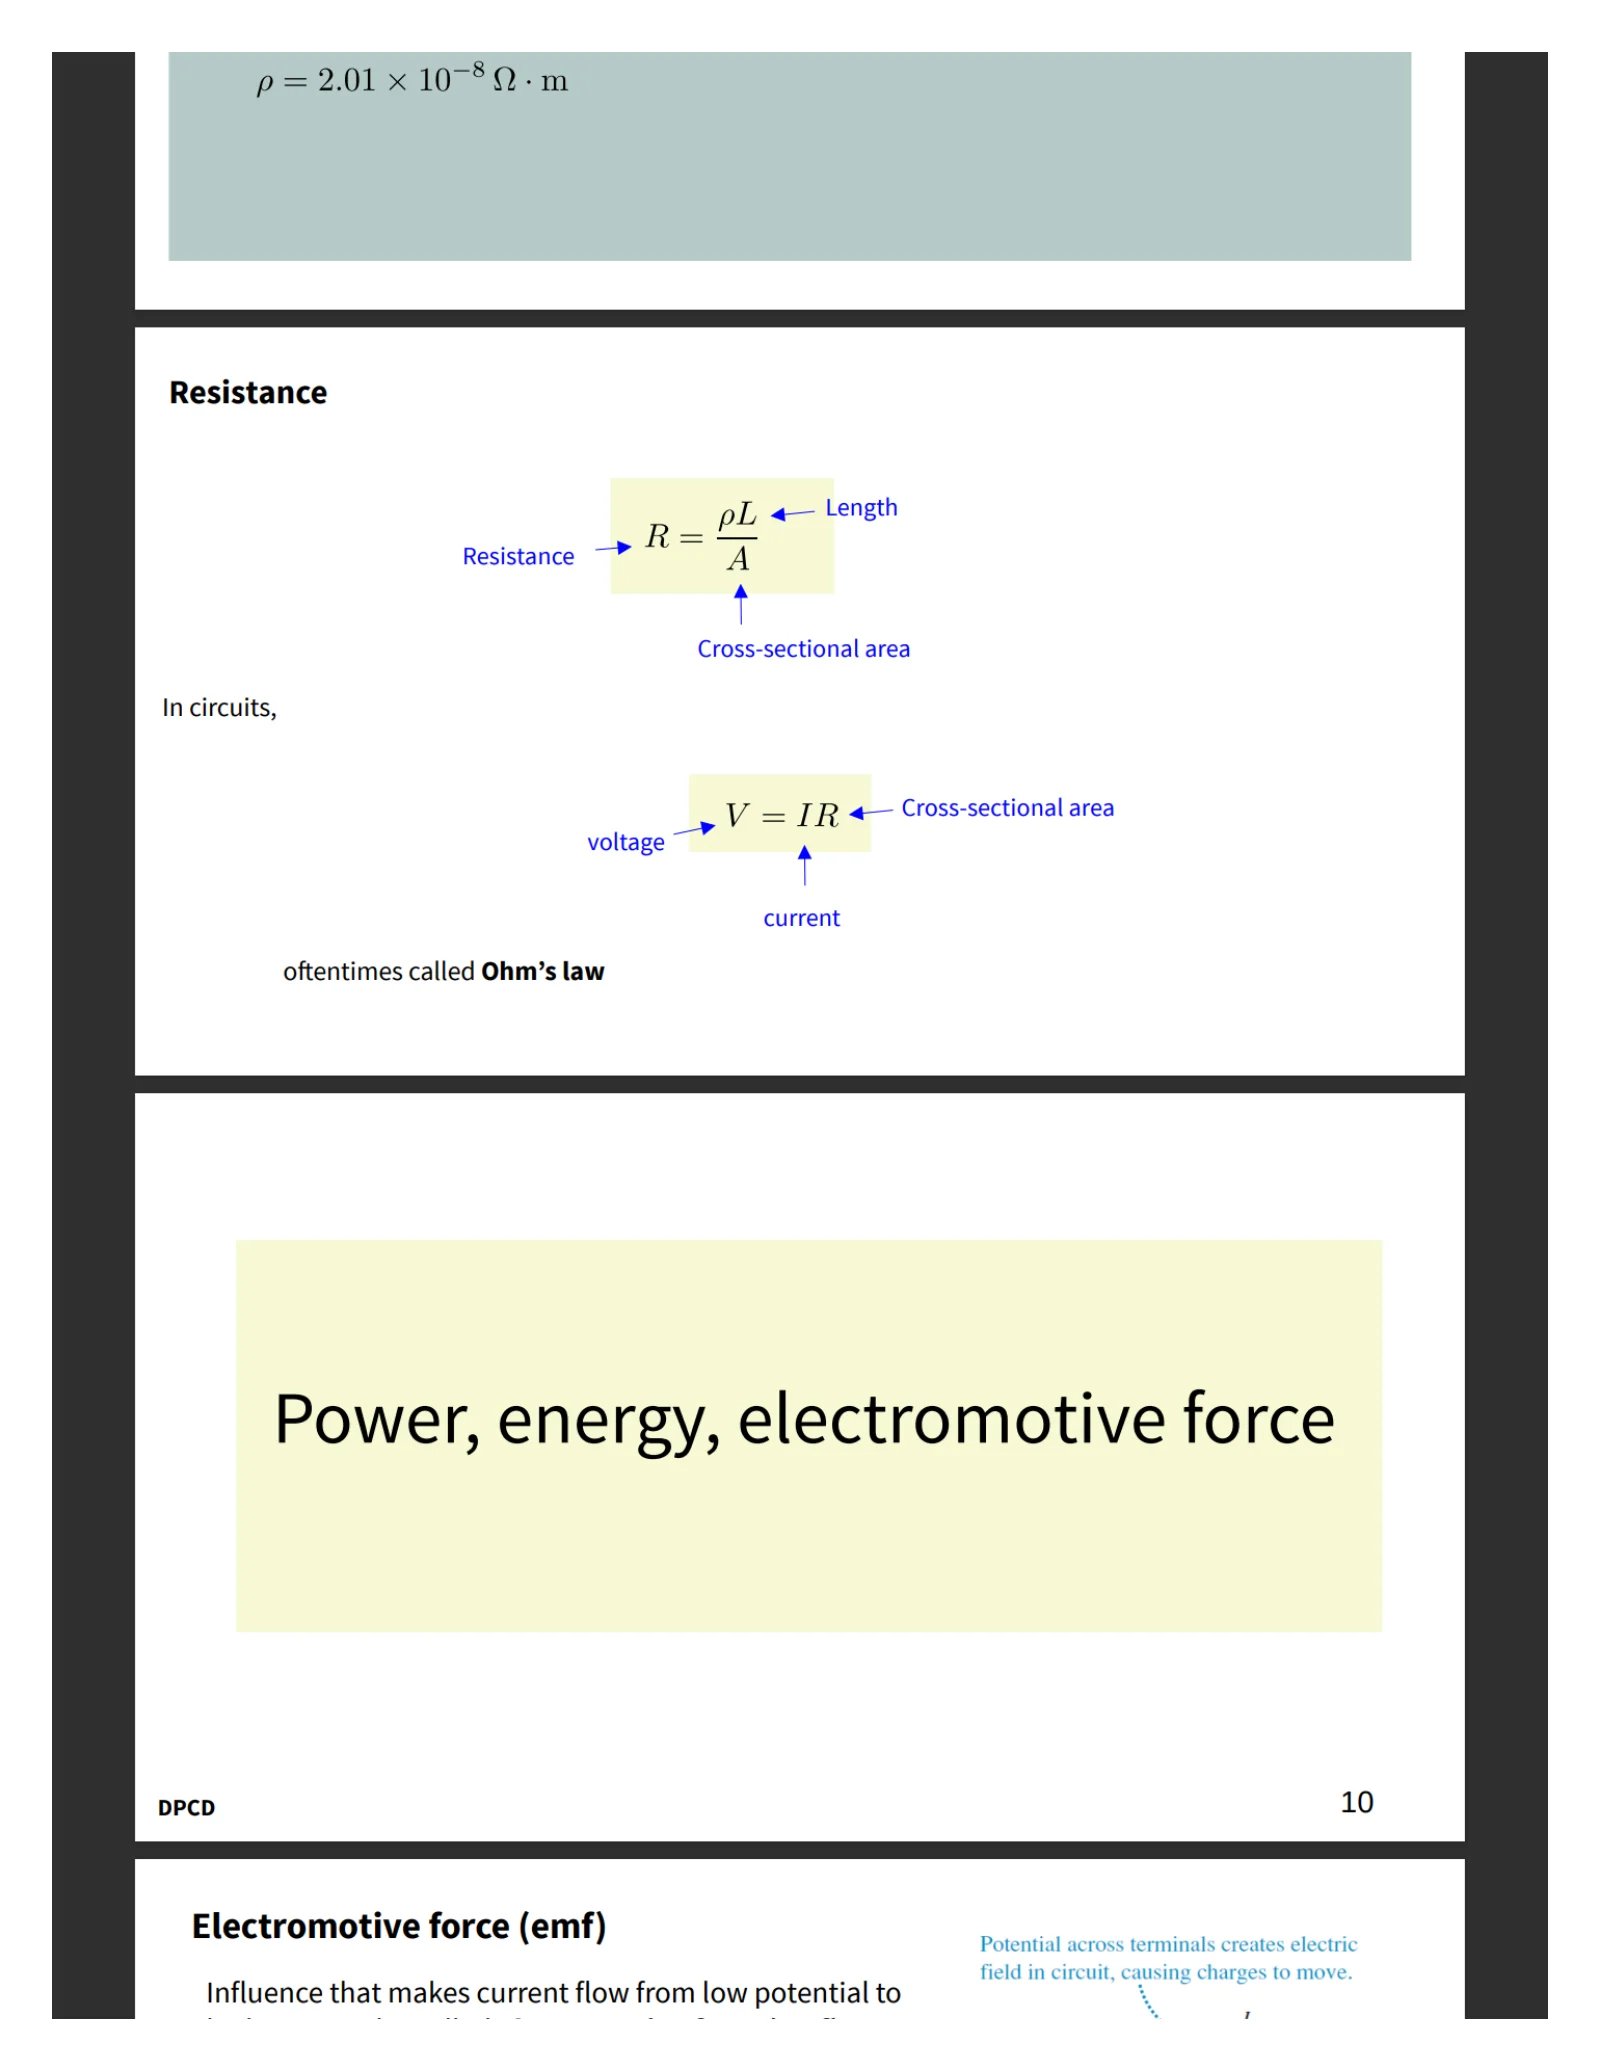 ρ = 2.01 × 10⁻⁸ Ω · m
Resistance
R = ρL / A
Length
Resistance
Cross-sectional area
In circuits,
V = IR
Cross-sectional area
voltage
current
oftentimes called Ohm’s law
Power, energy, electromotive force
DPCD
10
Electromotive force (emf)
Potential across terminals creates electric
field in circuit, causing charges to move.
Influence that makes current flow from low potential to